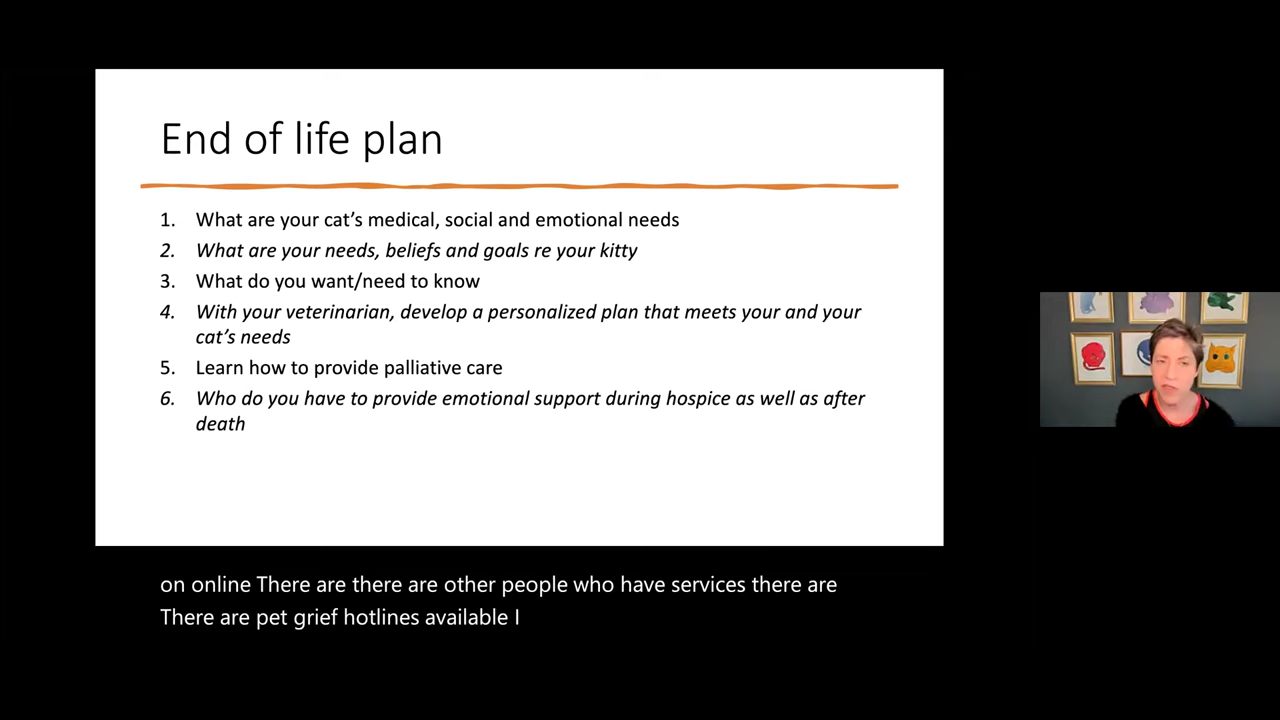 End of life plan
1. What are your cat's medical, social and emotional needs
2. What are your needs, beliefs and goals re your kitty
3. What do you want/need to know
4. With your veterinarian, develop a personalized plan that meets your and your
cat's needs
5. Learn how to provide palliative care
6. Who do you have to provide emotional support during hospice as well as after
death
on online There are there are other people who have services there are
There are pet grief hotlines available I